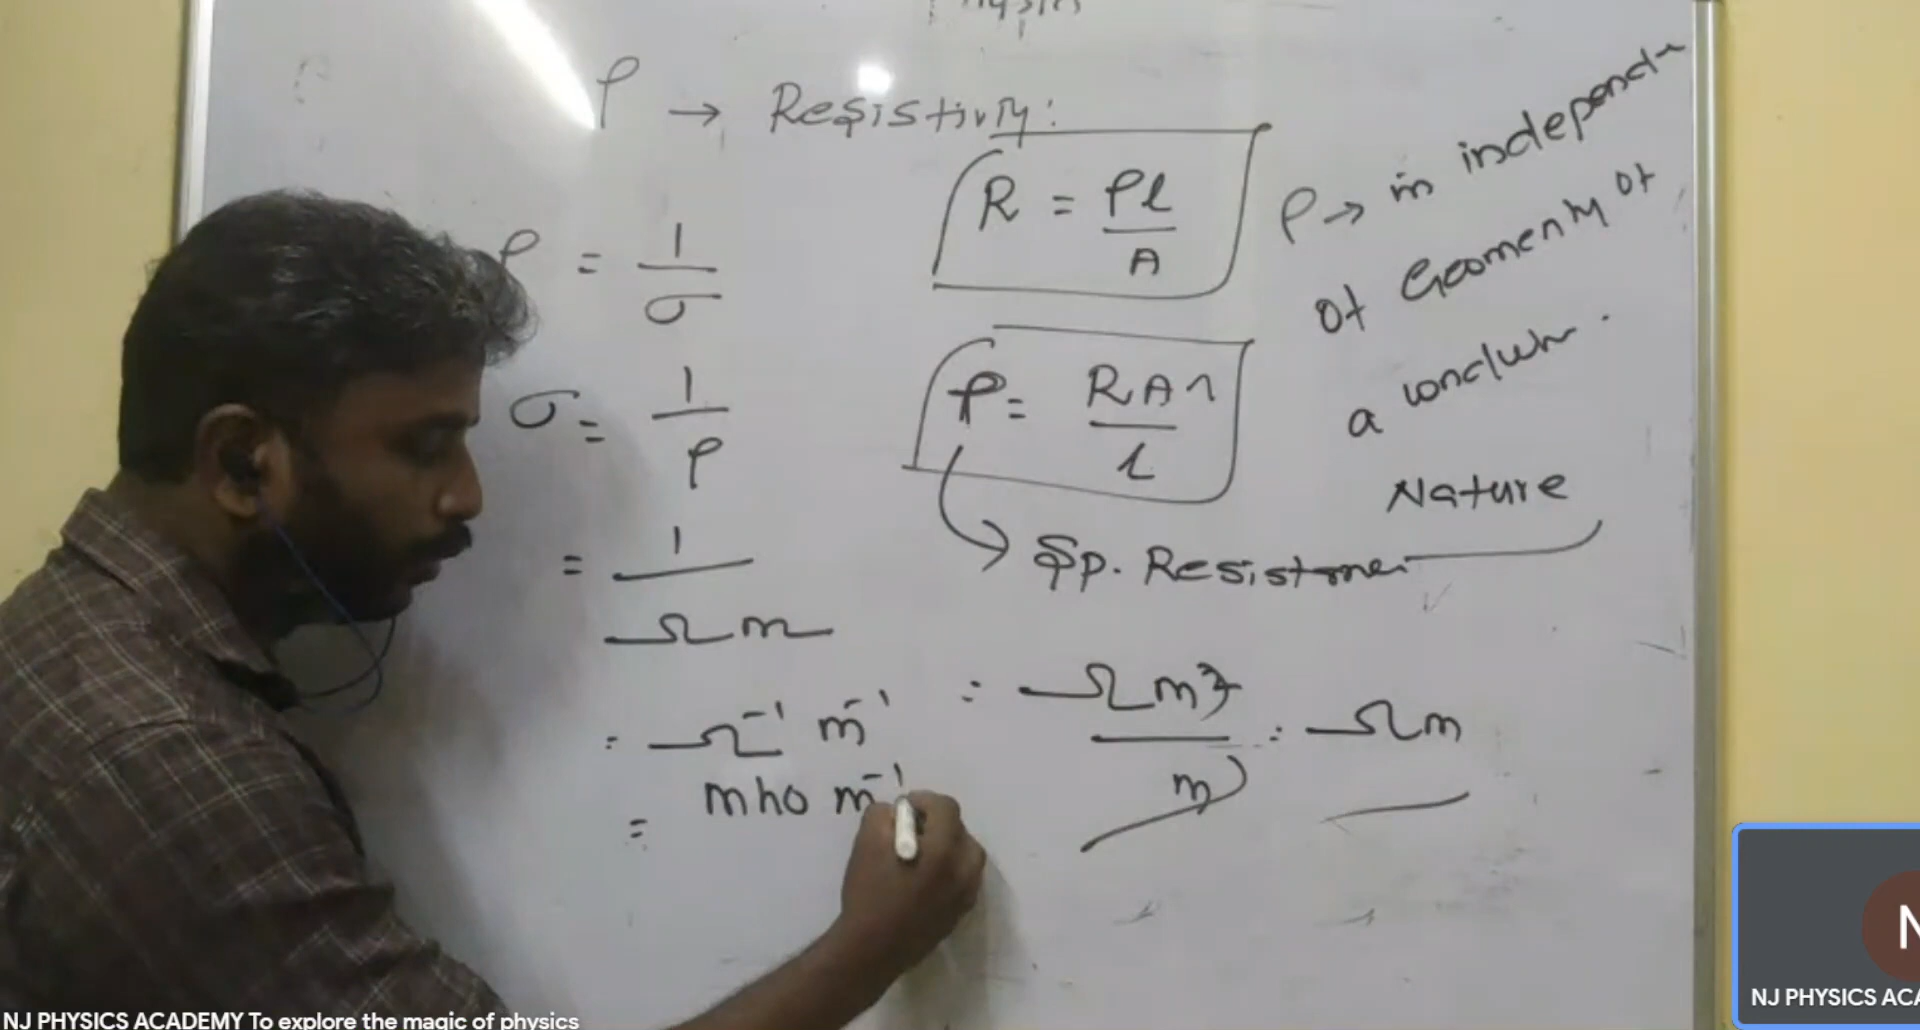 ρ → Resistivity:
R = ρl / A
ρ → is independ
of Geometry of
a conductor.
Nature
ρ = 1 / σ
σ = 1 / ρ
ρ = RA / l
Sp. Resistance
= 1 / Ωm
= Ω⁻¹ m⁻¹
= mho m⁻¹
= Ωm² / m = Ωm
NJ PHYSICS ACADEMY To explore the magic of physics
N
NJ PHYSICS ACA